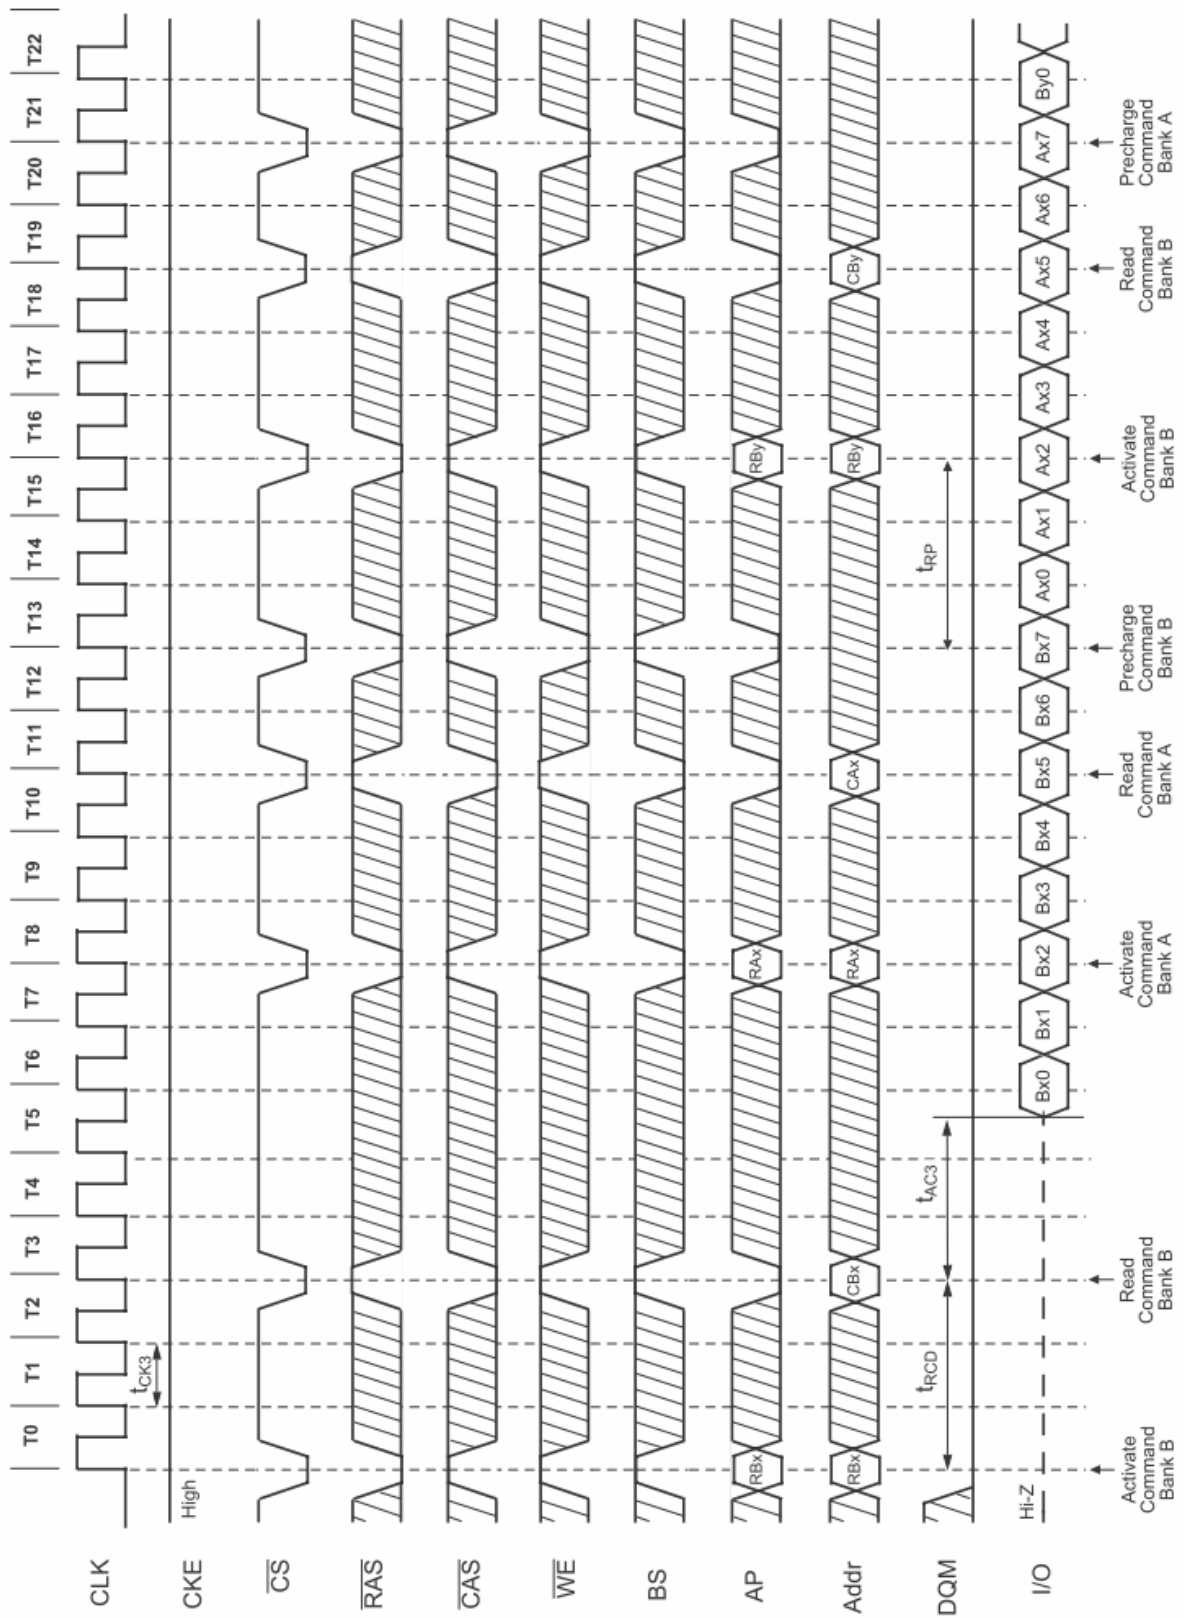 T0 T1 T2 T3 T4 T5 T6 T7 T8 T9 T10 T11 T12 T13 T14 T15 T16 T17 T18 T19 T20 T21 T22
CLK
tCK3
CKE
High
CS
RAS
CAS
WE
BS
AP
RBx RAx RBy
Addr
RBx CBx RAx CAx RBy CBy
DQM
tRCD tAC3 tRP
I/O
Hi-Z
Bx0 Bx1 Bx2 Bx3 Bx4 Bx5 Bx6 Bx7 Ax0 Ax1 Ax2 Ax3 Ax4 Ax5 Ax6 Ax7 By0
Activate
Command
Bank B
Read
Command
Bank B
Activate
Command
Bank A
Read
Command
Bank A
Precharge
Command
Bank B
Activate
Command
Bank B
Read
Command
Bank B
Precharge
Command
Bank A